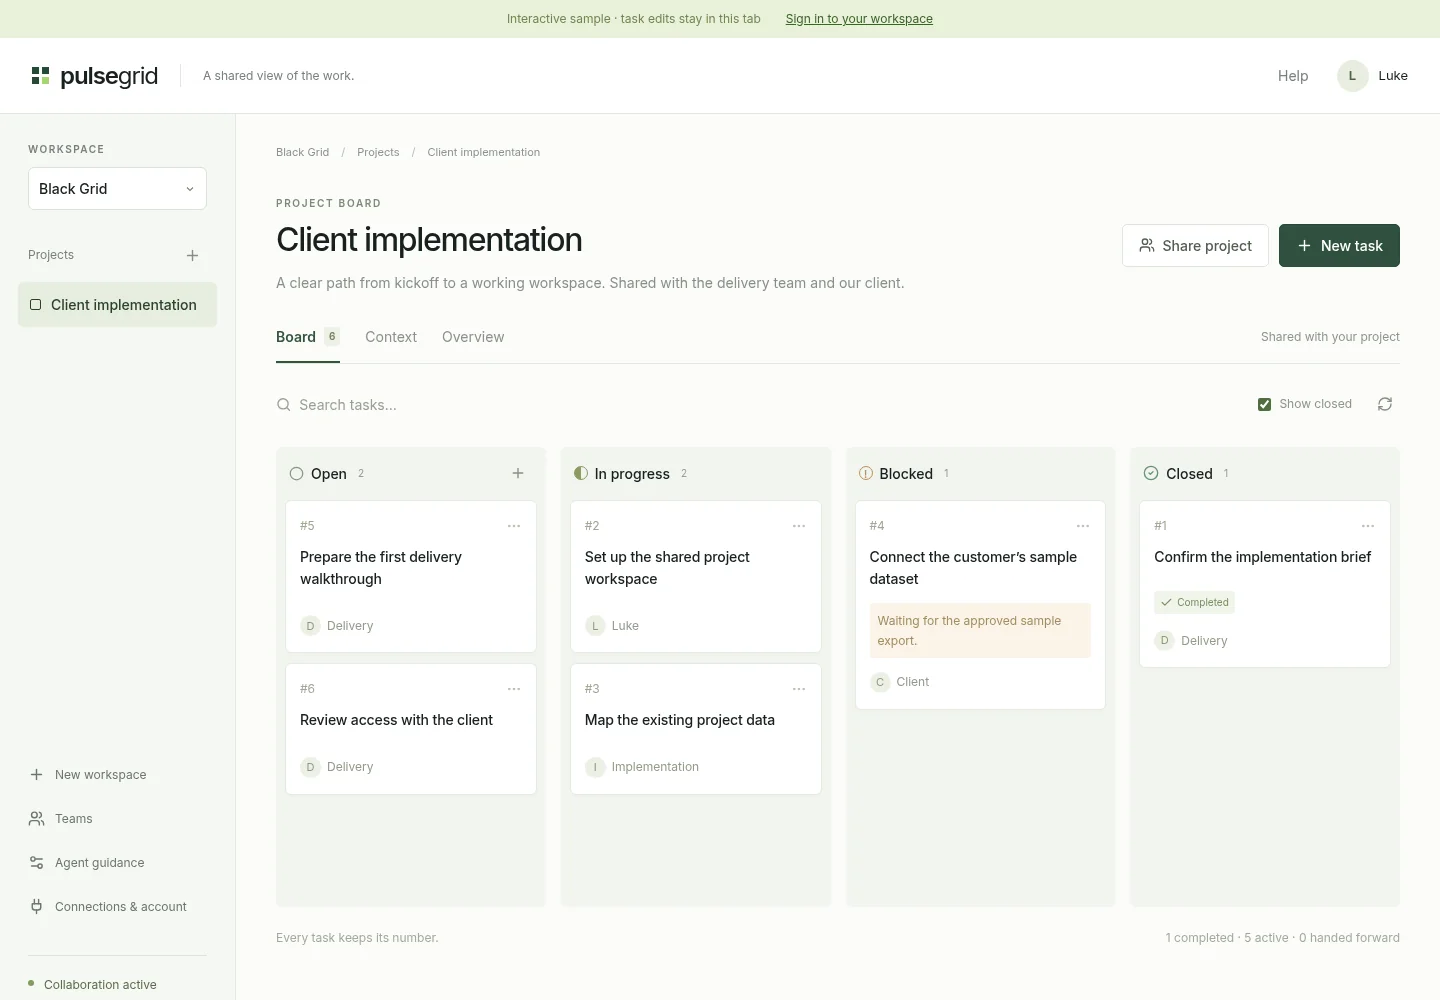 Interactive sample · task edits stay in this tab Sign in to your workspace
pulsegrid
A shared view of the work.
Help
L
Luke
WORKSPACE
Black Grid
Projects
Client implementation
New workspace
Teams
Agent guidance
Connections & account
Collaboration active
Black Grid / Projects / Client implementation
PROJECT BOARD
Client implementation
A clear path from kickoff to a working workspace. Shared with the delivery team and our client.
Share project
New task
Board 6
Context
Overview
Shared with your project
Search tasks...
Show closed
Open 2
#5
Prepare the first delivery
walkthrough
D Delivery
#6
Review access with the client
D Delivery
In progress 2
#2
Set up the shared project
workspace
L Luke
#3
Map the existing project data
I Implementation
Blocked 1
#4
Connect the customer’s sample
dataset
Waiting for the approved sample
export.
C Client
Closed 1
#1
Confirm the implementation brief
Completed
D Delivery
Every task keeps its number.
1 completed · 5 active · 0 handed forward